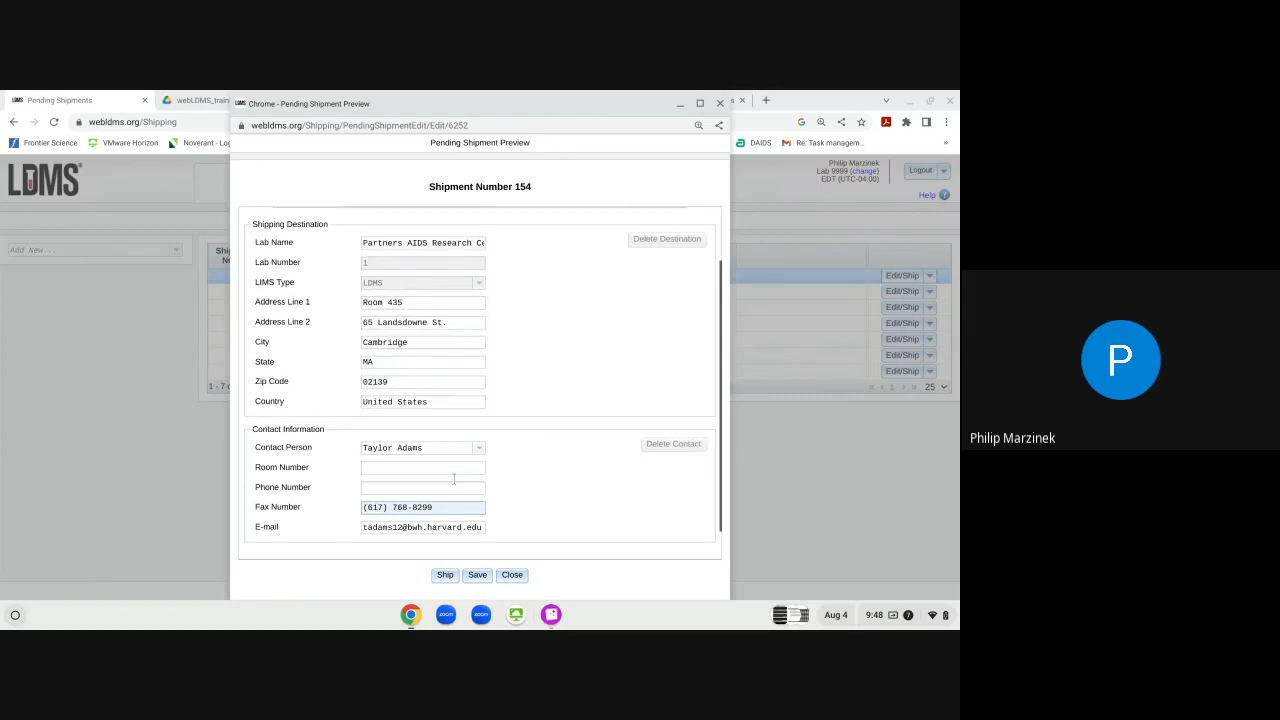 Pending Shipments
webLDMS_train
Chrome - Pending Shipment Preview
webldms.org/Shipping
webldms.org/Shipping/PendingShipmentEdit/Edit/6252
Frontier Science
VMware Horizon
Noverant - Log
DAIDS
Re: Task managem...
»
Pending Shipment Preview
LDMS®
Philip Marzinek
Lab 9999 (change)
EDT (UTC-04:00)
Logout
Help ?
Shipment Number 154
Add New...
Shipping Destination
Delete Destination
Lab Name Partners AIDS Research Ce
Lab Number 1
LIMS Type LDMS
Address Line 1 Room 435
Address Line 2 65 Landsdowne St.
City Cambridge
State MA
Zip Code 02139
Country United States
Edit/Ship
Edit/Ship
Edit/Ship
Edit/Ship
Edit/Ship
Edit/Ship
Edit/Ship
1 - 7
1
25
Contact Information
Delete Contact
Contact Person Taylor Adams
Room Number
Phone Number
Fax Number (617) 768-8299
E-mail tadams12@bwh.harvard.edu
Ship Save Close
zoom
zoom
Aug 4
9:48
7
P
Philip Marzinek